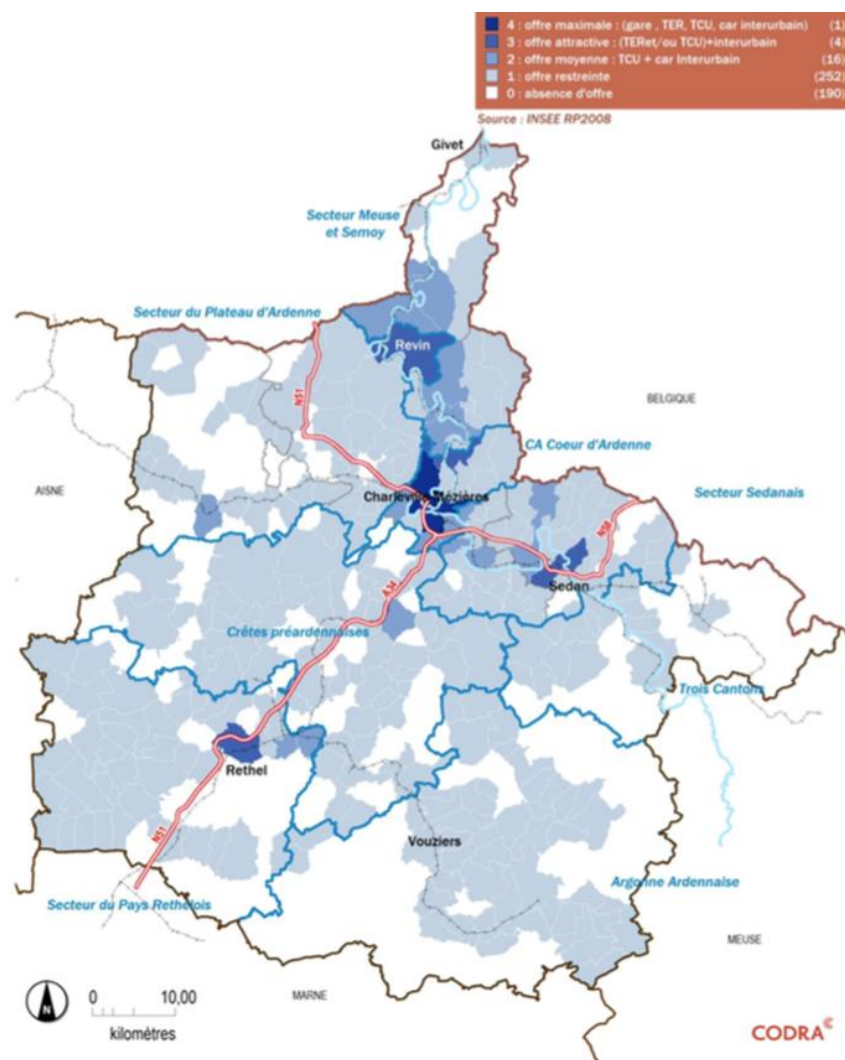 4 : offre maximale : (gare , TER, TCU, car interurbain) (1)
3 : offre attractive : (TERet/ou TCU)+interurbain (4)
2 : offre moyenne : TCU + car Interurbain (16)
1 : offre restreinte (252)
0 : absence d'offre (190)
Source : INSEE RP2008
Givet
Secteur Meuse
et Semoy
Secteur du Plateau d'Ardenne
Revin
N51
BELGIQUE
CA Coeur d'Ardenne
AISNE
Charleville-Mézières
Secteur Sedanais
N58
Sedan
A34
Crêtes préardennaises
Trois Cantons
Rethel
N51
Vouziers
Argonne Ardennaise
Secteur du Pays Rethélois
MEUSE
MARNE
N
0 10,00
kilomètres
CODRA